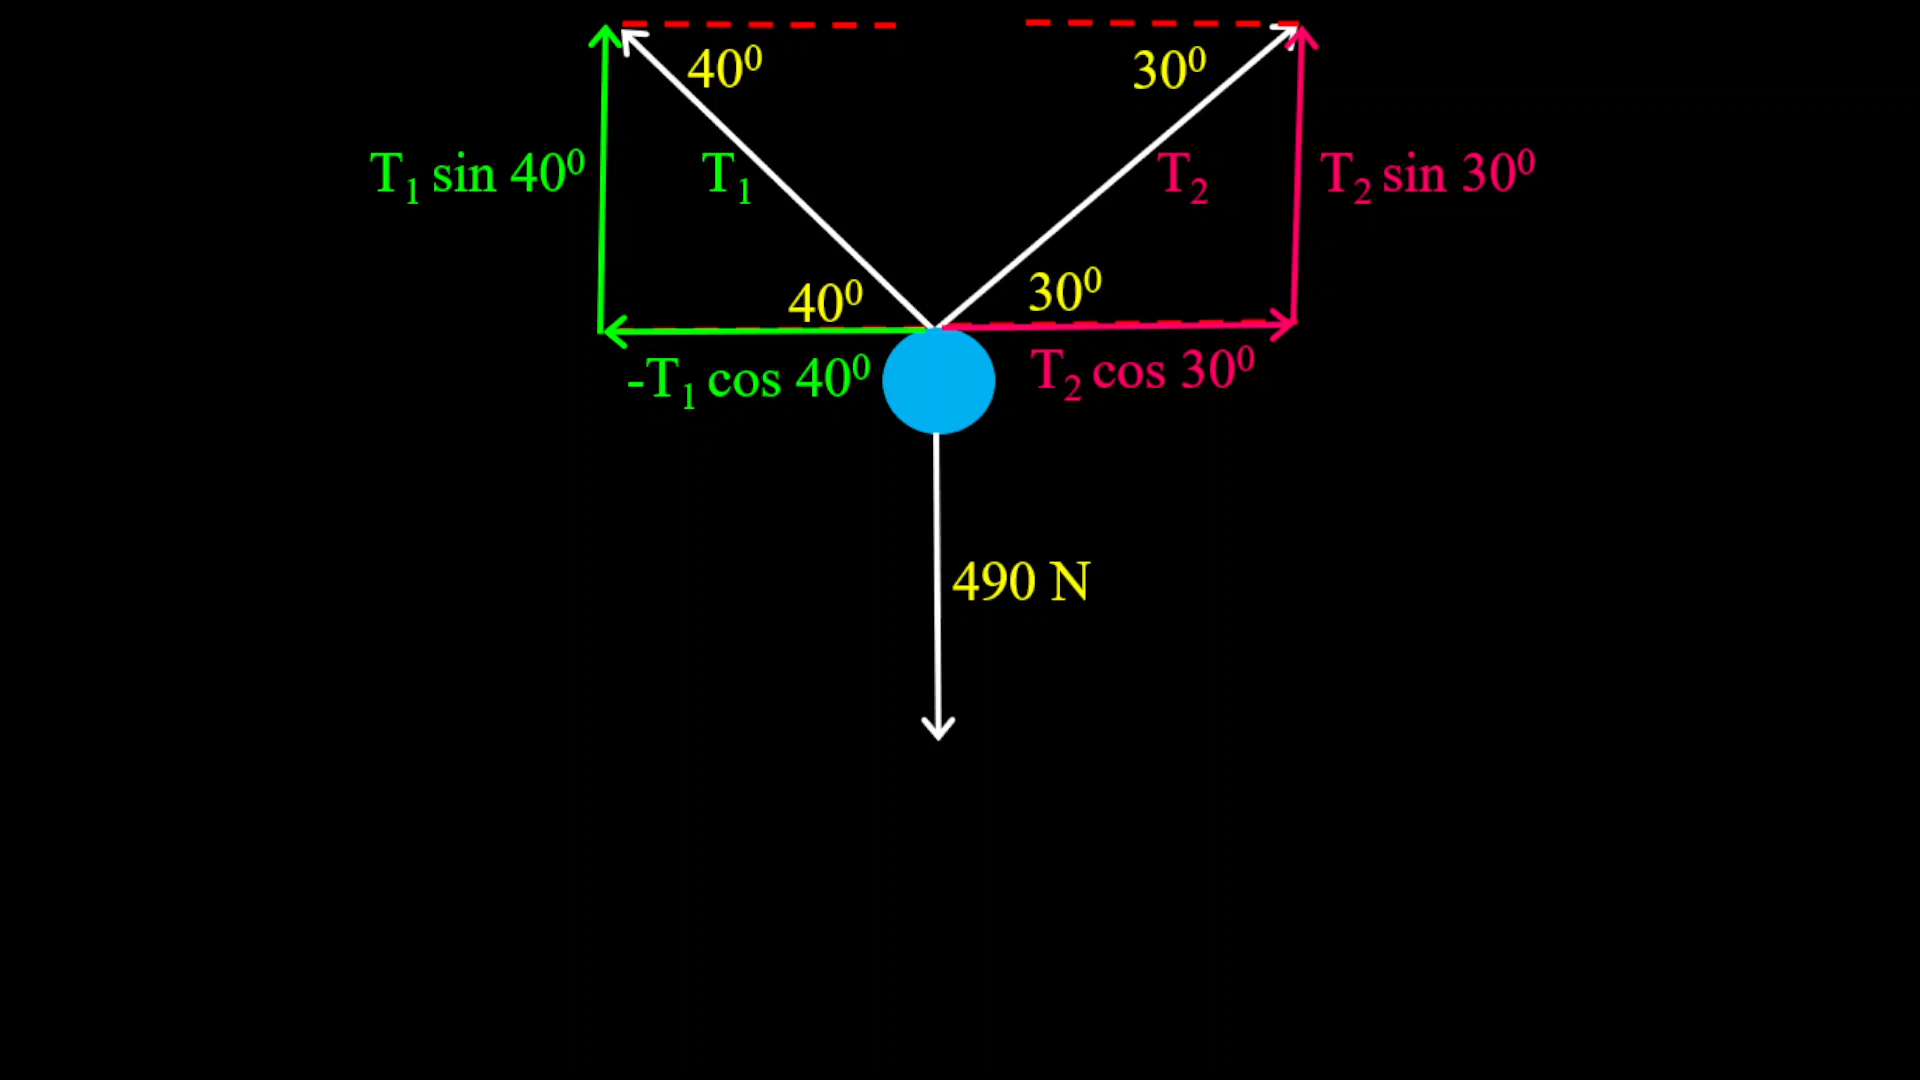 40⁰ 30⁰
T₁ sin 40⁰ T₁ T₂ T₂ sin 30⁰
40⁰ 30⁰
-T₁ cos 40⁰ T₂ cos 30⁰
490 N